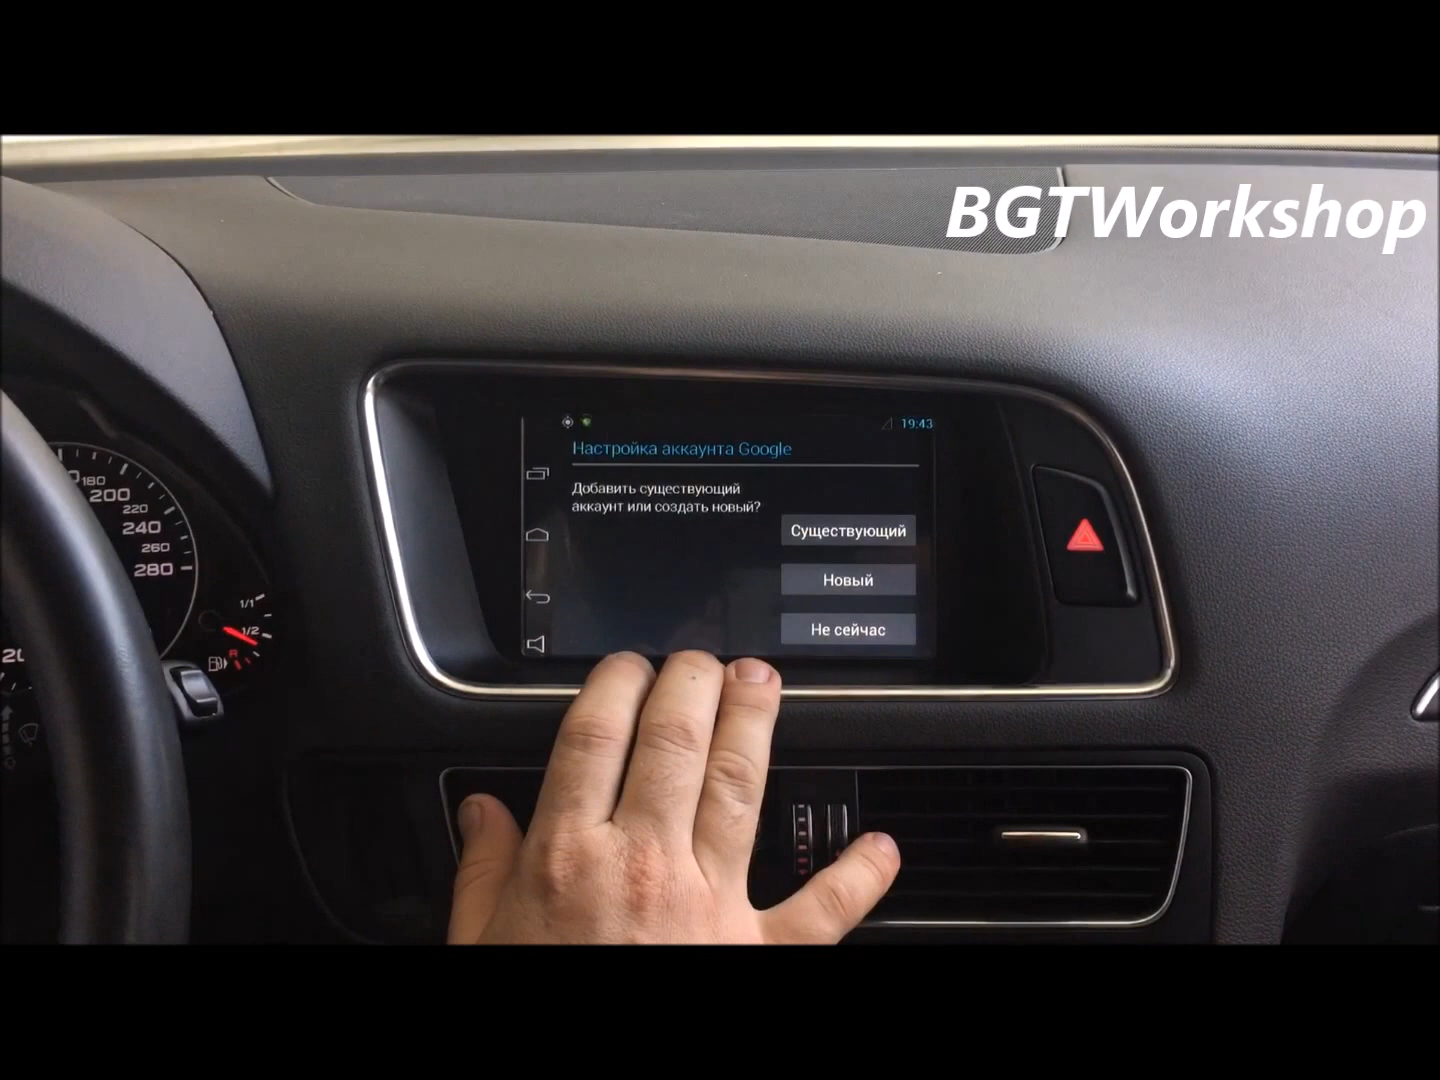 BGTWorkshop
19:43
Настройка аккаунта Google
Добавить существующий
аккаунт или создать новый?
Существующий
Новый
Не сейчас
180
200
220
240
260
280
1/1
1/2
R